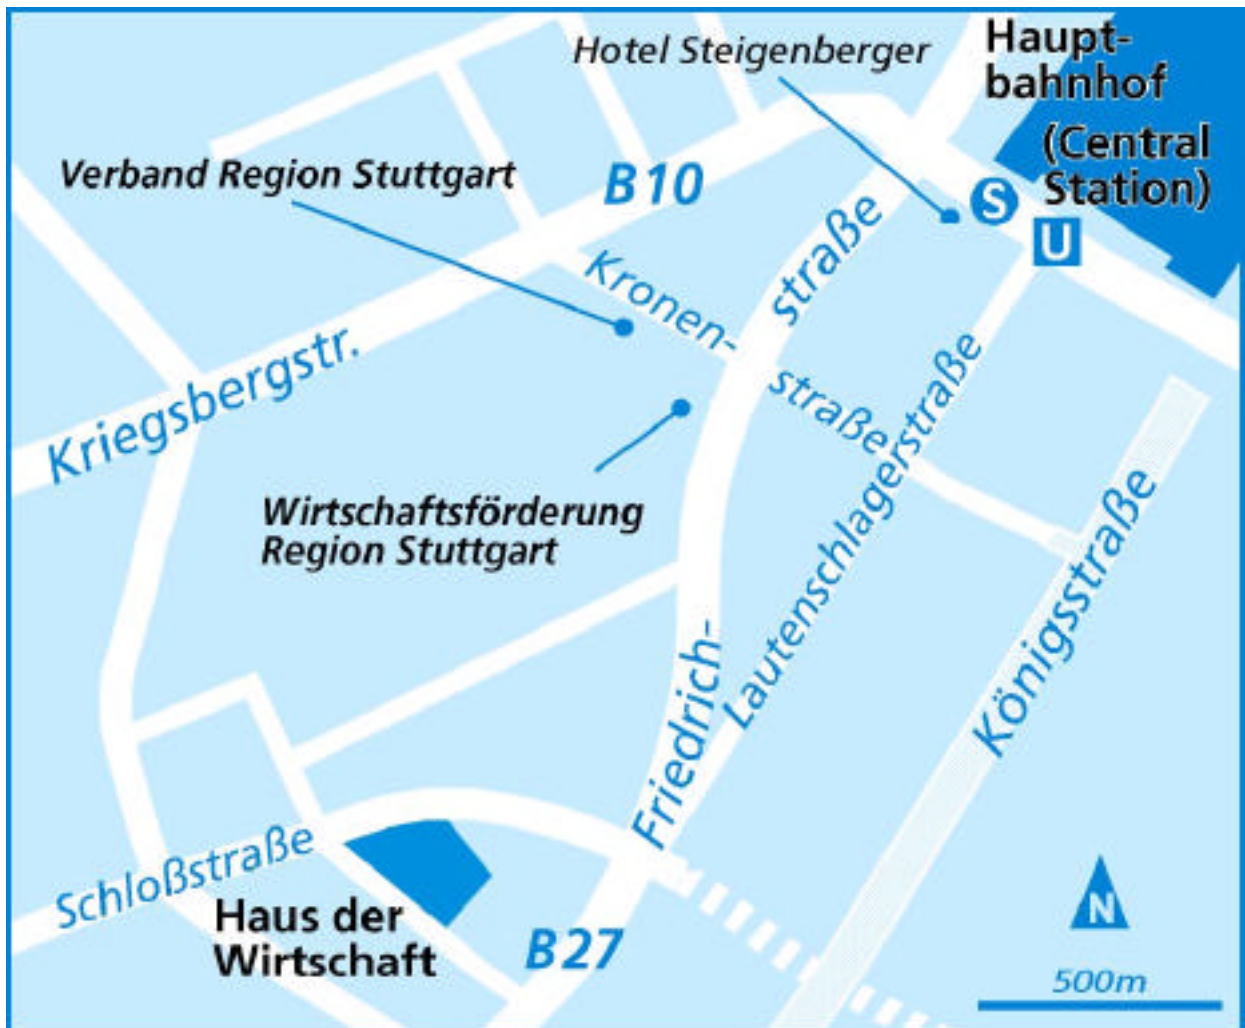 Hotel Steigenberger
Haupt-
bahnhof
(Central
Station)
Verband Region Stuttgart
B10
S
U
straße
Kronen-
straße
Kriegsbergstr.
Lautenschlagerstraße
Königsstraße
Wirtschaftsförderung
Region Stuttgart
Friedrich-
Schloßstraße
Haus der
Wirtschaft
B27
N
500m